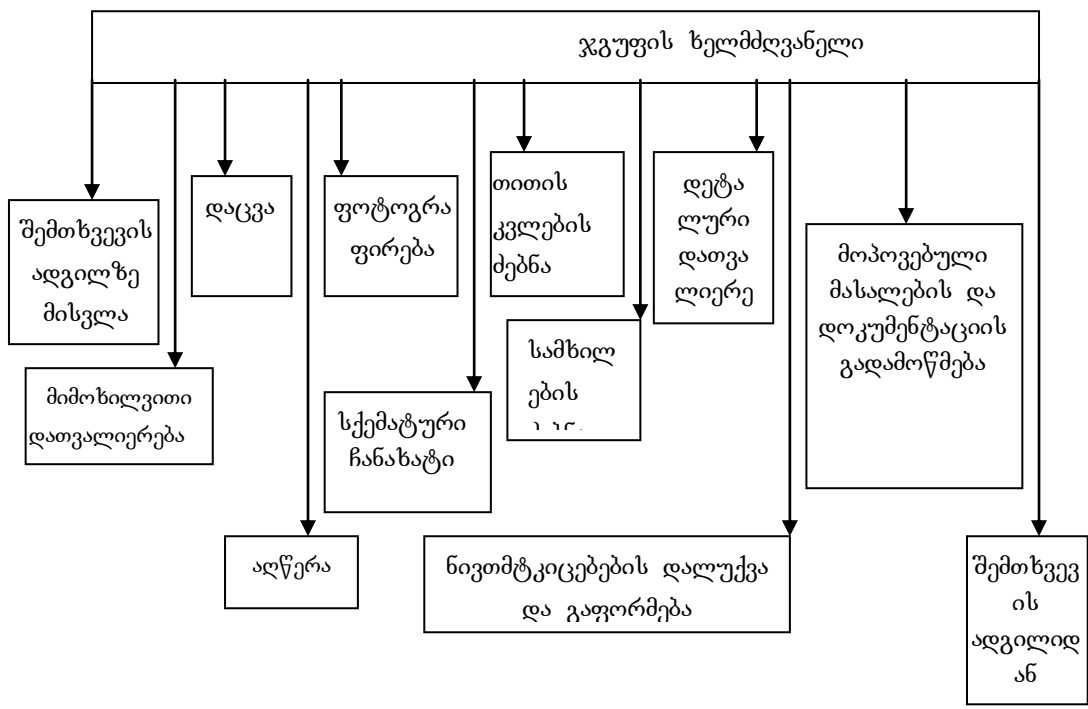 ჯგუფის ხელმძღვანელი
შემთხვევის
ადგილზე
მისვლა
მიმოხილვითი
დათვალიერება
დაცვა
აღწერა
ფოტოგრა
ფირება
სქემატური
ჩანახატი
თითის
კვლების
ძებნა
სამხილ
ების
დეტა
ლური
დათვა
ლიერე
ნივთმტკიცებების დალუქვა
და გაფორმება
მოპოვებული
მასალების და
დოკუმენტაციის
გადამოწმება
შემთხვევ
ის
ადგილიდ
ან